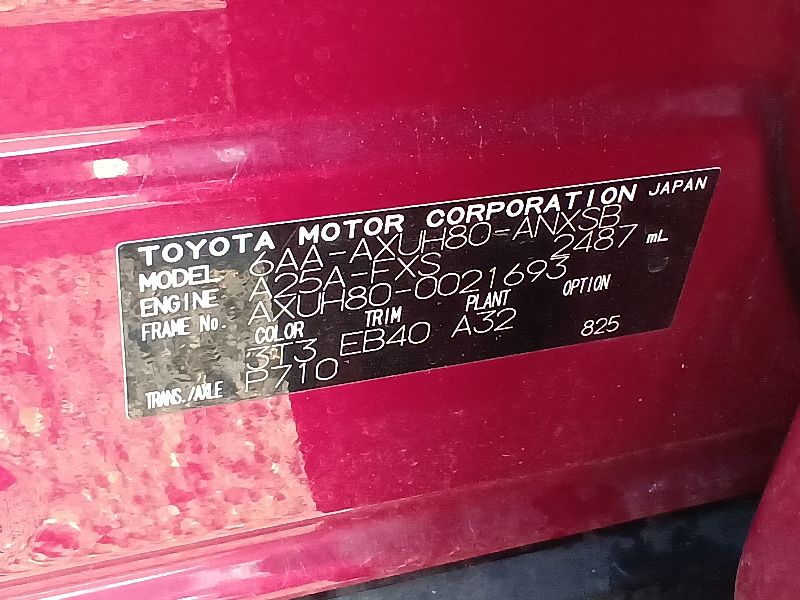 TOYOTA MOTOR CORPORATION JAPAN
MODEL 6AA-AXUH80-ANXSB
ENGINE A25A-FXS 2487 mL
FRAME No. AXUH80-0021693
COLOR TRIM PLANT OPTION
3T3 EB40 A32 825
TRANS./AXLE P710